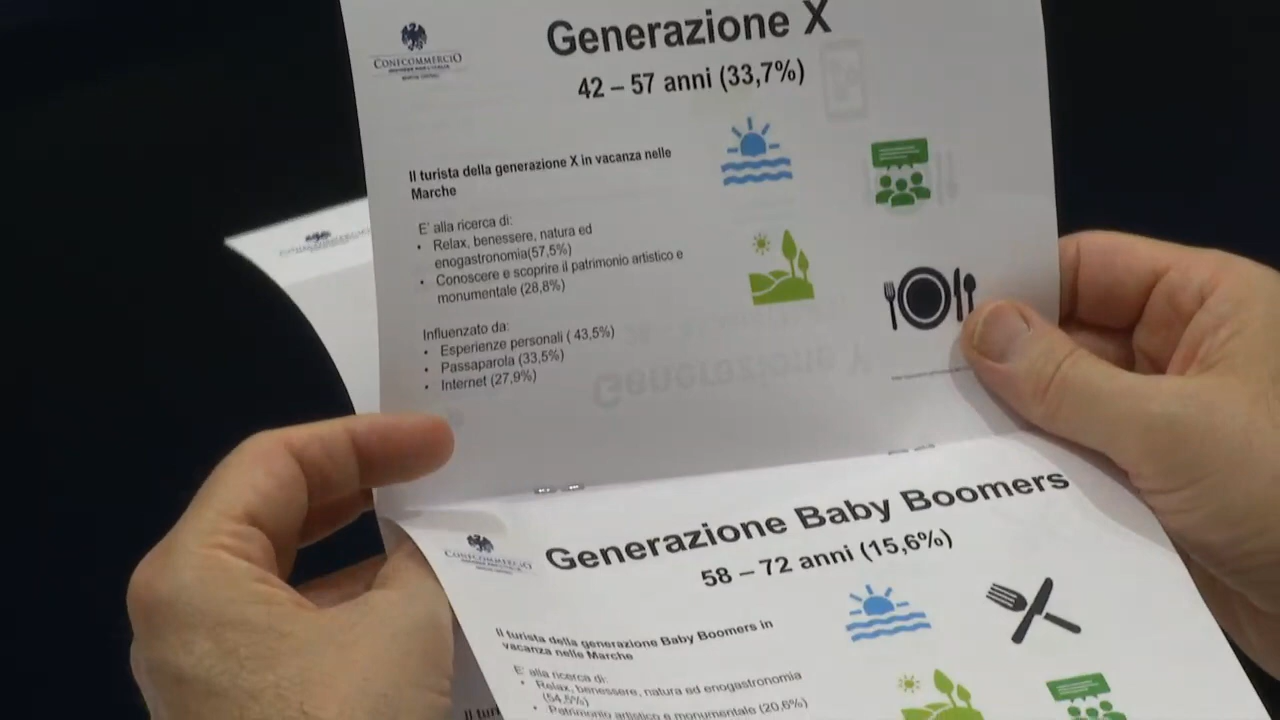 CONFCOMMERCIO
Generazione X
42 – 57 anni (33,7%)
Il turista della generazione X in vacanza nelle
Marche
E' alla ricerca di:
• Relax, benessere, natura ed
enogastronomia(57,5%)
• Conoscere e scoprire il patrimonio artistico e
monumentale (28,8%)
Influenzato da:
• Esperienze personali ( 43,5%)
• Passaparola (33,5%)
• Internet (27,9%)
CONFCOMMERCIO
Generazione Baby Boomers
58 – 72 anni (15,6%)
Il turista della generazione Baby Boomers in
vacanza nelle Marche
E' alla ricerca di:
• Relax, benessere, natura ed enogastronomia
(54,5%)
• Patrimonio artistico e monumentale (20,6%)